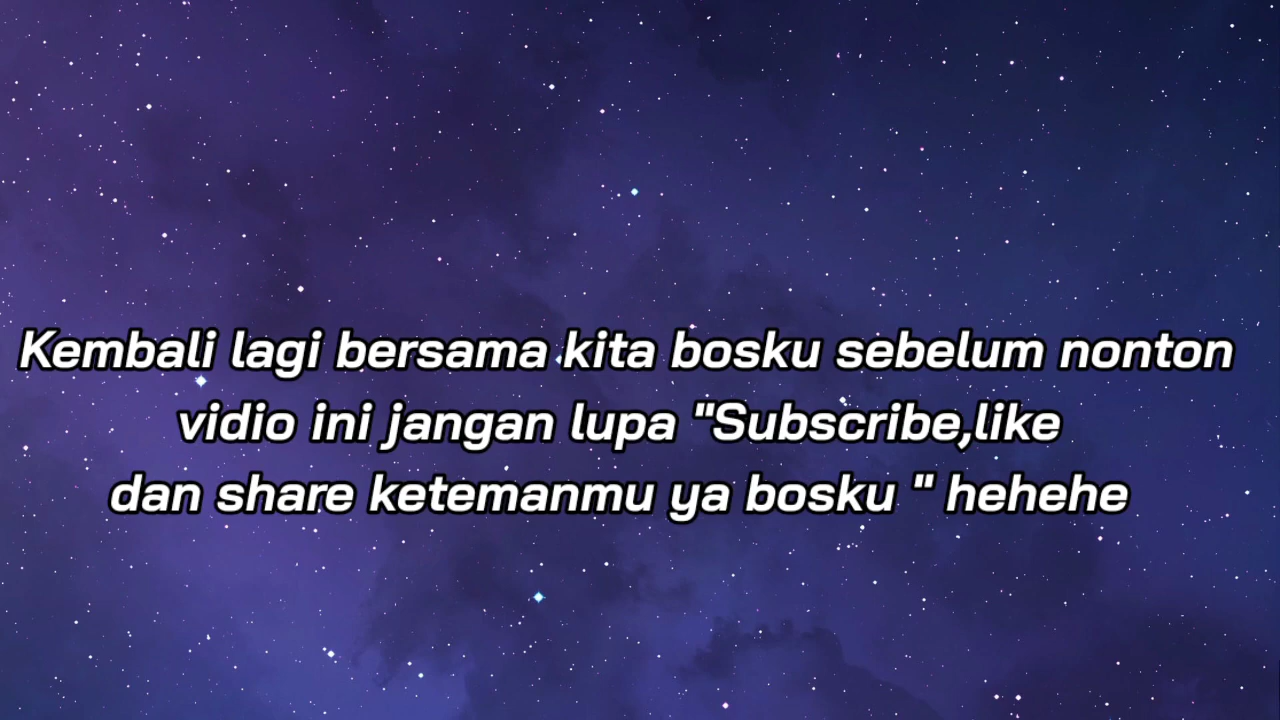 Kembali lagi bersama kita bosku sebelum nonton
vidio ini jangan lupa "Subscribe,like
dan share ketemanmu ya bosku " hehehe